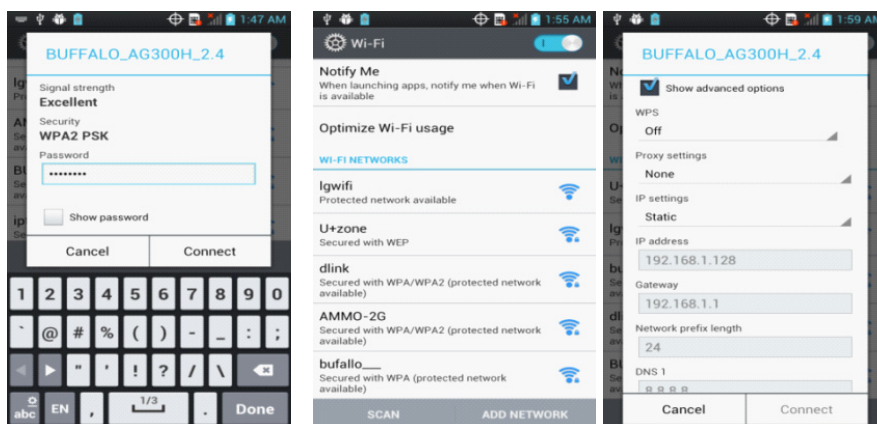 1:47 AM
BUFFALO_AG300H_2.4
Signal strength
Excellent
Security
WPA2 PSK
Password
••••••••
Show password
Cancel Connect
1 2 3 4 5 6 7 8 9 0
` @ # % ( ) - _ : ;
" ' ! ? / \
abc EN , 1/3 . Done
1:55 AM
Wi-Fi
Notify Me
When launching apps, notify me when Wi-Fi
is available
Optimize Wi-Fi usage
WI-FI NETWORKS
lgwifi
Protected network available
U+zone
Secured with WEP
dlink
Secured with WPA/WPA2 (protected network
available)
AMMO-2G
Secured with WPA/WPA2 (protected network
available)
bufallo___
Secured with WPA (protected network
available)
SCAN ADD NETWORK
1:59 AM
BUFFALO_AG300H_2.4
Show advanced options
WPS
Off
Proxy settings
None
IP settings
Static
IP address
192.168.1.128
Gateway
192.168.1.1
Network prefix length
24
DNS 1
8.8.8.8
Cancel Connect